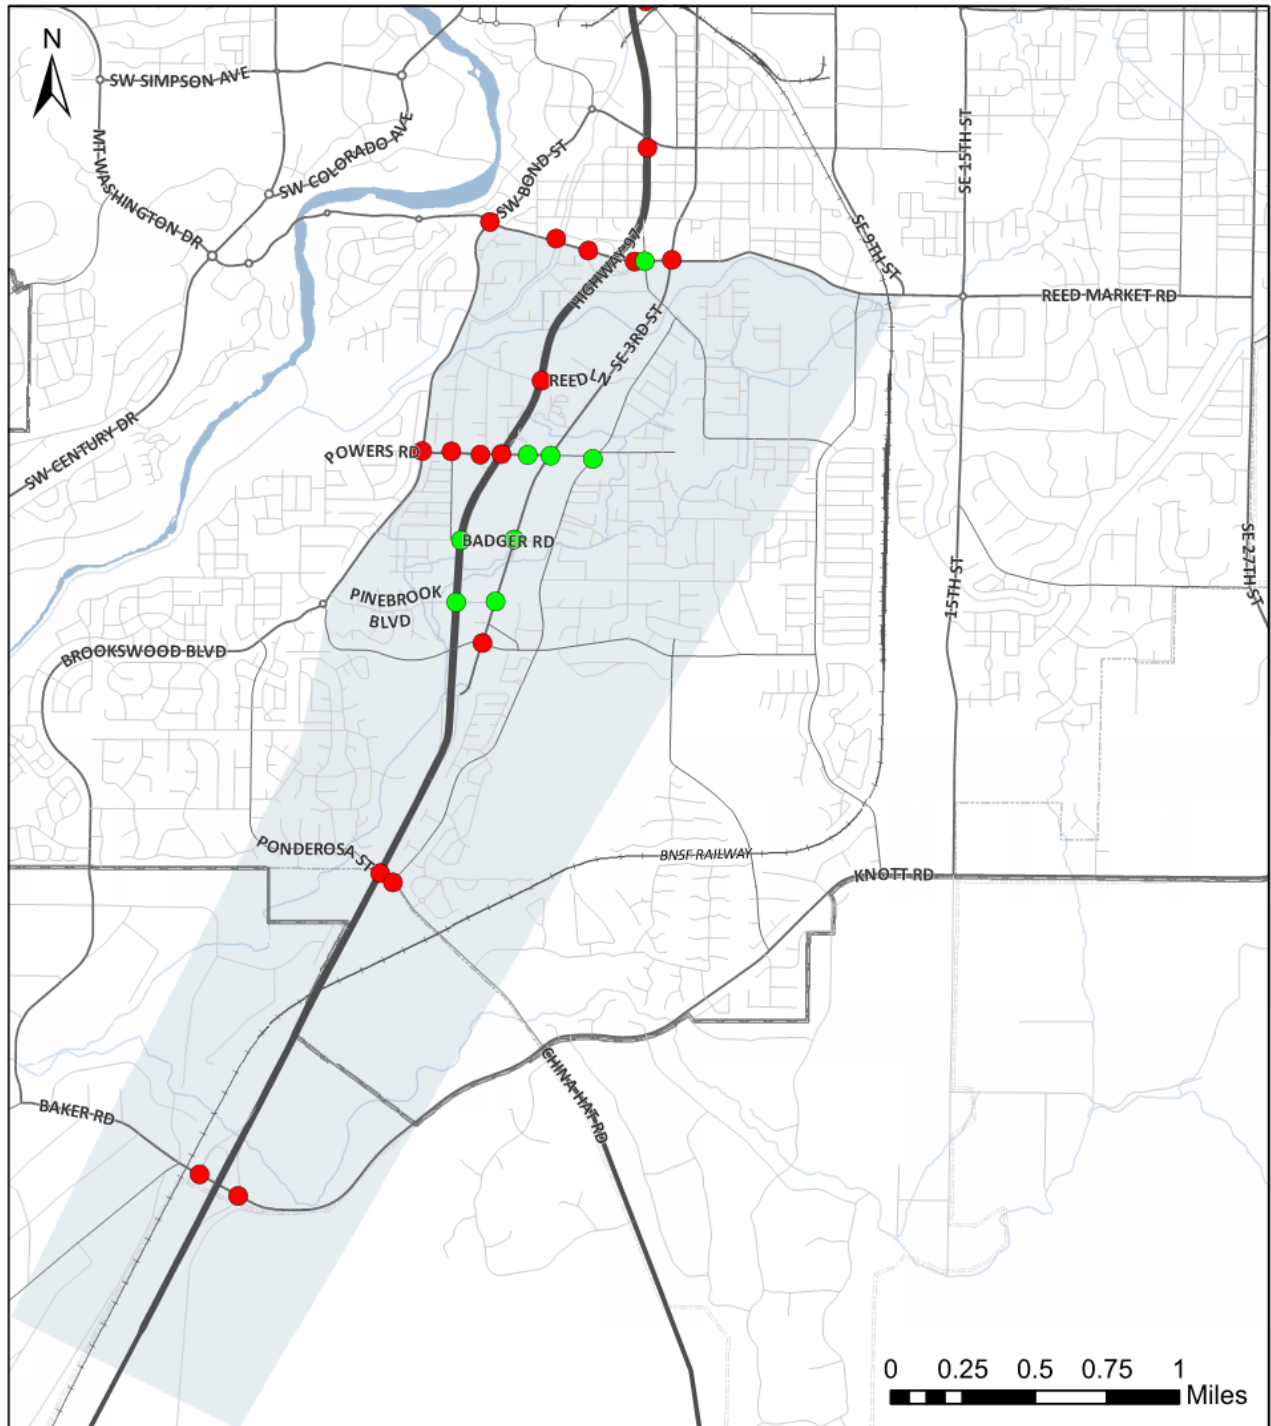 N
SW SIMPSON AVE
MT WASHINGTON DR
SW COLORADO AVE
SW BOND ST
SE 15TH ST
SE 9TH ST
HIGHWAY 97
REED MARKET RD
SE 3RD ST
REED LN
SW CENTURY DR
POWERS RD
BADGER RD
SE 27TH ST
15TH ST
PINEBROOK
BLVD
BROOKSWOOD BLVD
PONDEROSA ST
BNSF RAILWAY
KNOTT RD
CHINA HAT RD
BAKER RD
0 0.25 0.5 0.75 1
Miles